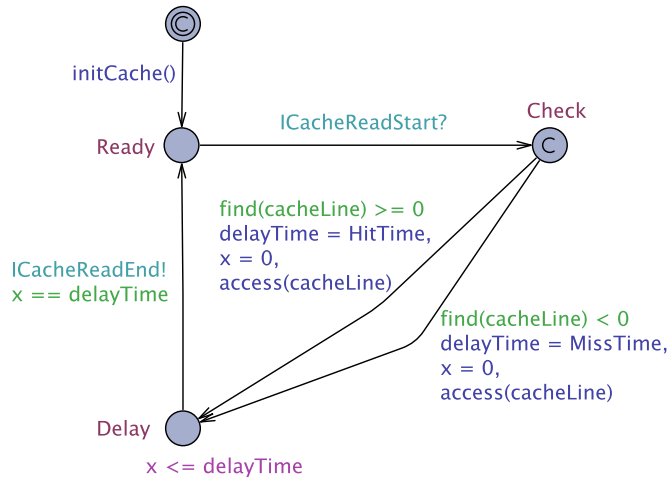 C
initCache()
Ready
ICacheReadStart?
Check
C
find(cacheLine) >= 0
delayTime = HitTime,
x = 0,
access(cacheLine)
ICacheReadEnd!
x == delayTime
find(cacheLine) < 0
delayTime = MissTime,
x = 0,
access(cacheLine)
Delay
x <= delayTime